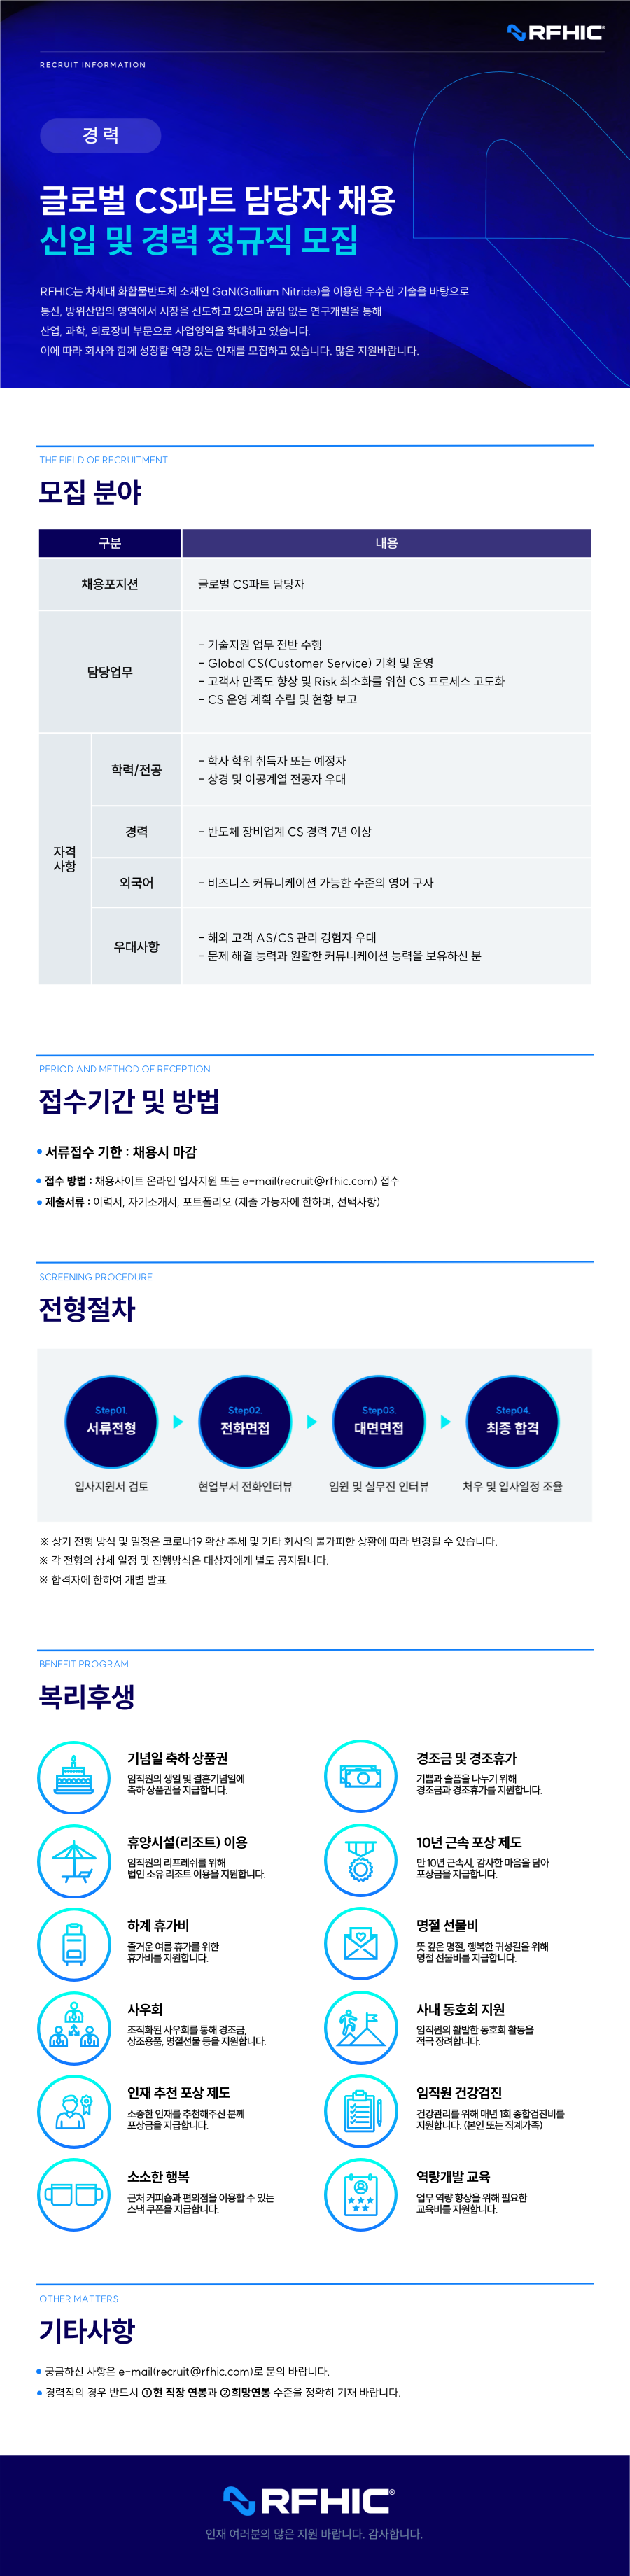 RFHIC®
RECRUIT INFORMATION
경력
글로벌 CS파트 담당자 채용
신입 및 경력 정규직 모집
RFHIC는 차세대 화합물반도체 소재인 GaN(Gallium Nitride)을 이용한 우수한 기술을 바탕으로
통신, 방위산업의 영역에서 시장을 선도하고 있으며 끊임 없는 연구개발을 통해
산업, 과학, 의료장비 부문으로 사업영역을 확대하고 있습니다.
이에 따라 회사와 함께 성장할 역량 있는 인재를 모집하고 있습니다. 많은 지원바랍니다.
THE FIELD OF RECRUITMENT
모집 분야
구분
내용
채용포지션
글로벌 CS파트 담당자
담당업무
- 기술지원 업무 전반 수행
- Global CS(Customer Service) 기획 및 운영
- 고객사 만족도 향상 및 Risk 최소화를 위한 CS 프로세스 고도화
- CS 운영 계획 수립 및 현황 보고
자격
사항
학력/전공
- 학사 학위 취득자 또는 예정자
- 상경 및 이공계열 전공자 우대
경력
- 반도체 장비업계 CS 경력 7년 이상
외국어
- 비즈니스 커뮤니케이션 가능한 수준의 영어 구사
우대사항
- 해외 고객 AS/CS 관리 경험자 우대
- 문제 해결 능력과 원활한 커뮤니케이션 능력을 보유하신 분
PERIOD AND METHOD OF RECEPTION
접수기간 및 방법
• 서류접수 기한 : 채용시 마감
• 접수 방법 : 채용사이트 온라인 입사지원 또는 e-mail(recruit@rfhic.com) 접수
• 제출서류 : 이력서, 자기소개서, 포트폴리오 (제출 가능자에 한하며, 선택사항)
SCREENING PROCEDURE
전형절차
Step01.
서류전형
입사지원서 검토
Step02.
전화면접
현업부서 전화인터뷰
Step03.
대면면접
임원 및 실무진 인터뷰
Step04.
최종 합격
처우 및 입사일정 조율
※ 상기 전형 방식 및 일정은 코로나19 확산 추세 및 기타 회사의 불가피한 상황에 따라 변경될 수 있습니다.
※ 각 전형의 상세 일정 및 진행방식은 대상자에게 별도 공지됩니다.
※ 합격자에 한하여 개별 발표
BENEFIT PROGRAM
복리후생
기념일 축하 상품권
임직원의 생일 및 결혼기념일에
축하 상품권을 지급합니다.
경조금 및 경조휴가
기쁨과 슬픔을 나누기 위해
경조금과 경조휴가를 지원합니다.
휴양시설(리조트) 이용
임직원의 리프레쉬를 위해
법인 소유 리조트 이용을 지원합니다.
10년 근속 포상 제도
만 10년 근속시, 감사한 마음을 담아
포상금을 지급합니다.
하계 휴가비
즐거운 여름 휴가를 위한
휴가비를 지원합니다.
명절 선물비
뜻 깊은 명절, 행복한 귀성길을 위해
명절 선물비를 지급합니다.
사우회
조직화된 사우회를 통해 경조금,
상조용품, 명절선물 등을 지원합니다.
사내 동호회 지원
임직원의 활발한 동호회 활동을
적극 장려합니다.
인재 추천 포상 제도
소중한 인재를 추천해주신 분께
포상금을 지급합니다.
임직원 건강검진
건강관리를 위해 매년 1회 종합검진비를
지원합니다. (본인 또는 직계가족)
소소한 행복
근처 커피숍과 편의점을 이용할 수 있는
스낵 쿠폰을 지급합니다.
역량개발 교육
업무 역량 향상을 위해 필요한
교육비를 지원합니다.
OTHER MATTERS
기타사항
• 궁금하신 사항은 e-mail(recruit@rfhic.com)로 문의 바랍니다.
• 경력직의 경우 반드시 ①현 직장 연봉과 ②희망연봉 수준을 정확히 기재 바랍니다.
RFHIC®
인재 여러분의 많은 지원 바랍니다. 감사합니다.